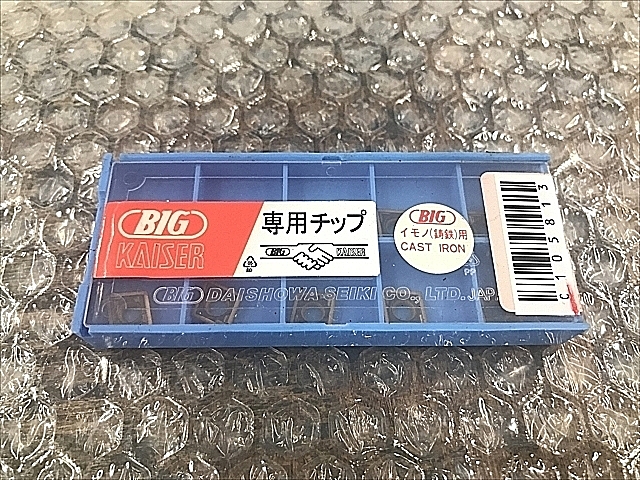 BIG
KAISER
専用チップ
BIG KAISER
BIG
イモノ(鋳鉄)用
CAST IRON
PP
BIG DAISHOWA SEIKI CO., LTD. JAP
C105813